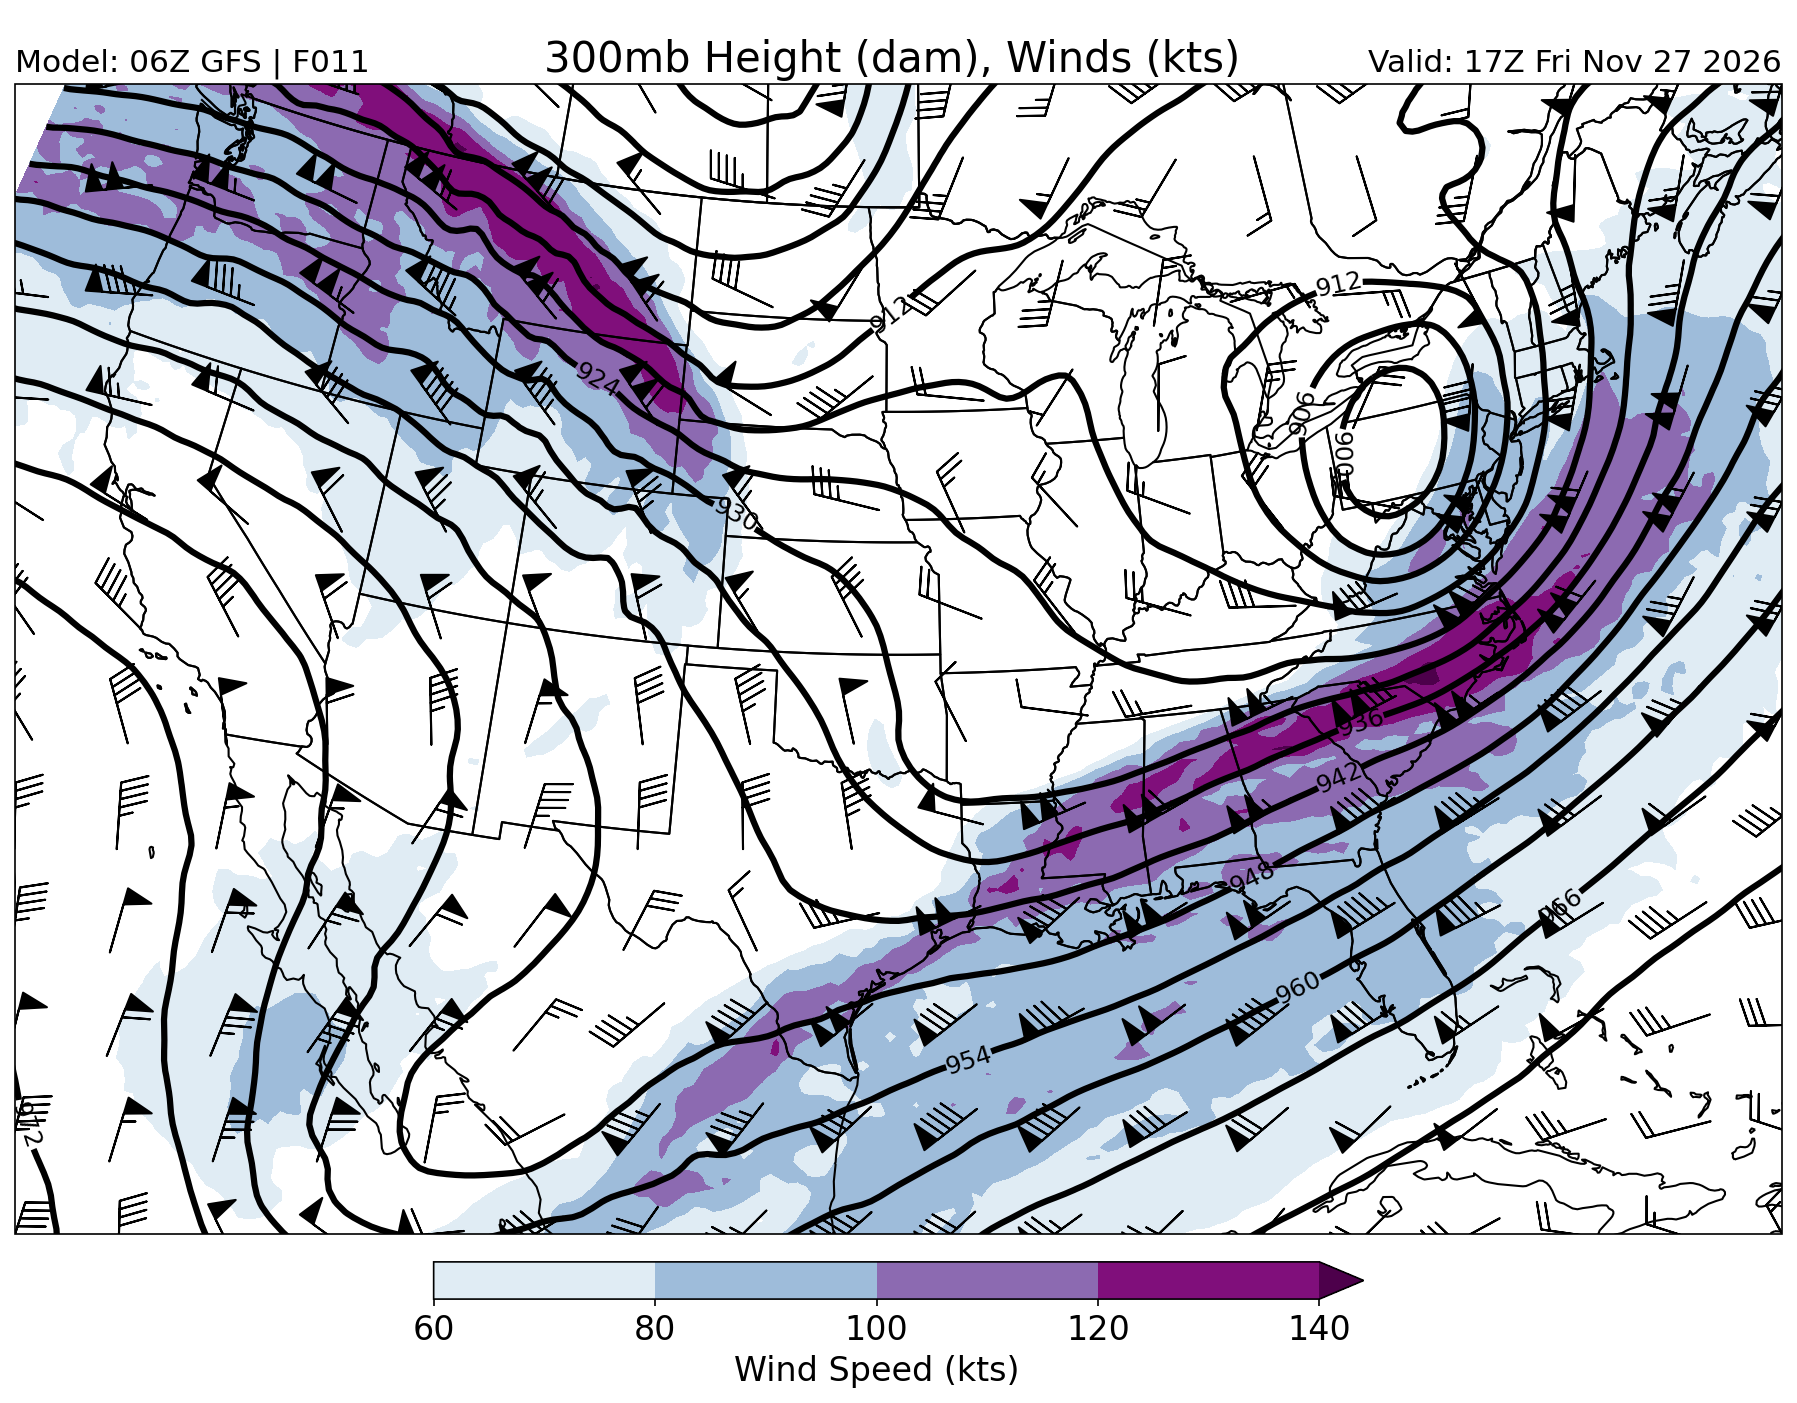 Model: 06Z GFS | F011
300mb Height (dam), Winds (kts)
Valid: 17Z Fri Nov 27 2026
912
912
924
906
900
930
936
942
948
966
960
954
972
60 80 100 120 140
Wind Speed (kts)